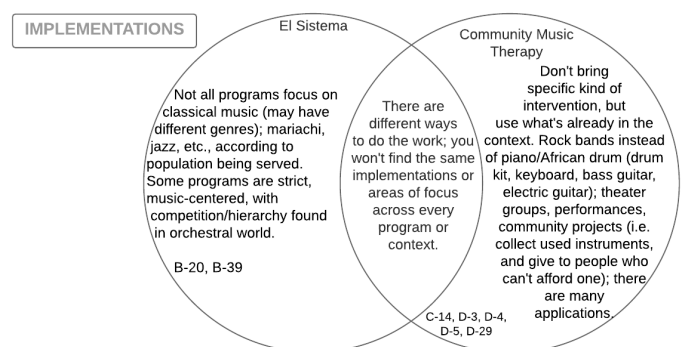 IMPLEMENTATIONS
El Sistema
Not all programs focus on
classical music (may have
different genres); mariachi,
jazz, etc., according to
population being served.
Some programs are strict,
music-centered, with
competition/hierarchy found
in orchestral world.
B-20, B-39
There are
different ways
to do the work; you
won't find the same
implementations or
areas of focus
across every
program or
context.
Community Music
Therapy
Don't bring
specific kind of
intervention, but
use what's already in the
context. Rock bands instead
of piano/African drum (drum
kit, keyboard, bass guitar,
electric guitar); theater
groups, performances,
community projects (i.e.
collect used instruments,
and give to people who
can't afford one); there
are many
applications.
C-14, D-3, D-4,
D-5, D-29